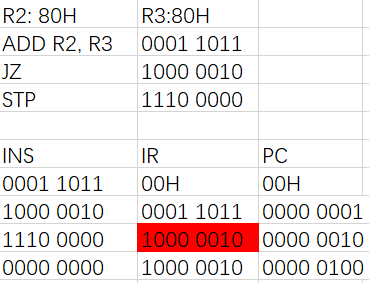 R2: 80H R3:80H
ADD R2, R3 0001 1011
JZ 1000 0010
STP 1110 0000
INS IR PC
0001 1011 00H 00H
1000 0010 0001 1011 0000 0001
1110 0000 1000 0010 0000 0010
0000 0000 1000 0010 0000 0100